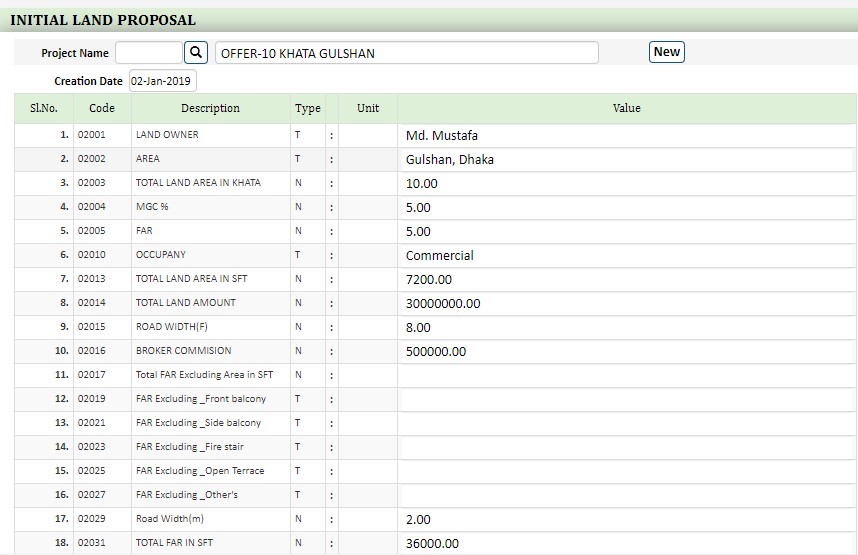 INITIAL LAND PROPOSAL
Project Name OFFER-10 KHATA GULSHAN New
Creation Date 02-Jan-2019
Sl.No. Code Description Type Unit Value
1. 02001 LAND OWNER T : Md. Mustafa
2. 02002 AREA T : Gulshan, Dhaka
3. 02003 TOTAL LAND AREA IN KHATA N : 10.00
4. 02004 MGC % N : 5.00
5. 02005 FAR N : 5.00
6. 02010 OCCUPANY T : Commercial
7. 02013 TOTAL LAND AREA IN SFT N : 7200.00
8. 02014 TOTAL LAND AMOUNT N : 30000000.00
9. 02015 ROAD WIDTH(F) N : 8.00
10. 02016 BROKER COMMISION N : 500000.00
11. 02017 Total FAR Excluding Area in SFT N :
12. 02019 FAR Excluding _Front balcony T :
13. 02021 FAR Excluding _Side balcony T :
14. 02023 FAR Excluding _Fire stair T :
15. 02025 FAR Excluding _Open Terrace T :
16. 02027 FAR Excluding _Other's T :
17. 02029 Road Width(m) N : 2.00
18. 02031 TOTAL FAR IN SFT N : 36000.00